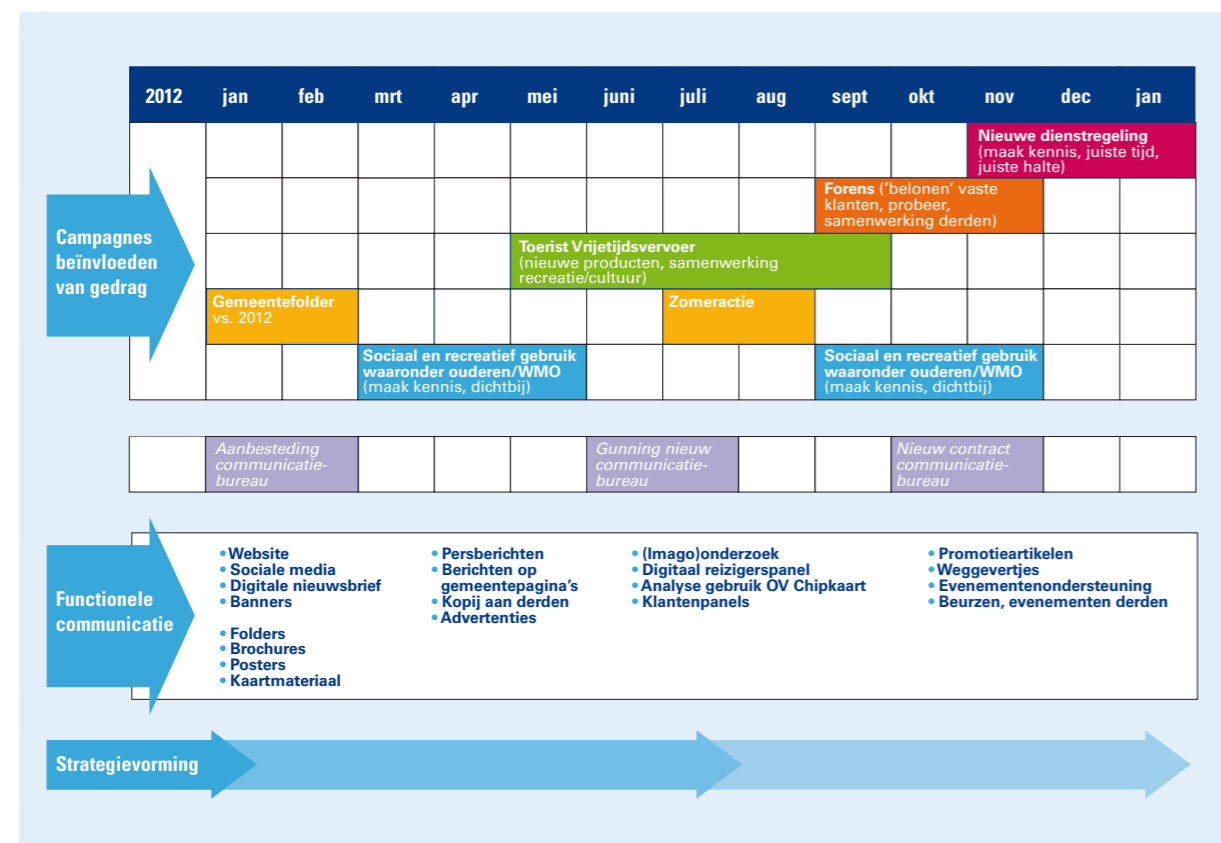 2012 jan feb mrt apr mei juni juli aug sept okt nov dec jan
Campagnes
beïnvloeden
van gedrag
Nieuwe dienstregeling
(maak kennis, juiste tijd,
juiste halte)
Forens ('belonen' vaste
klanten, probeer,
samenwerking derden)
Toerist Vrijetijdsvervoer
(nieuwe producten, samenwerking
recreatie/cultuur)
Gemeentefolder
vs. 2012
Zomeractie
Sociaal en recreatief gebruik
waaronder ouderen/WMO
(maak kennis, dichtbij)
Sociaal en recreatief gebruik
waaronder ouderen/WMO
(maak kennis, dichtbij)
Aanbesteding
communicatie-
bureau
Gunning nieuw
communicatie-
bureau
Nieuw contract
communicatie-
bureau
Functionele
communicatie
• Website
• Sociale media
• Digitale nieuwsbrief
• Banners
• Folders
• Brochures
• Posters
• Kaartmateriaal
• Persberichten
• Berichten op
gemeentepagina's
• Kopij aan derden
• Advertenties
• (Imago)onderzoek
• Digitaal reizigerspanel
• Analyse gebruik OV Chipkaart
• Klantenpanels
• Promotieartikelen
• Weggevertjes
• Evenementenondersteuning
• Beurzen, evenementen derden
Strategievorming